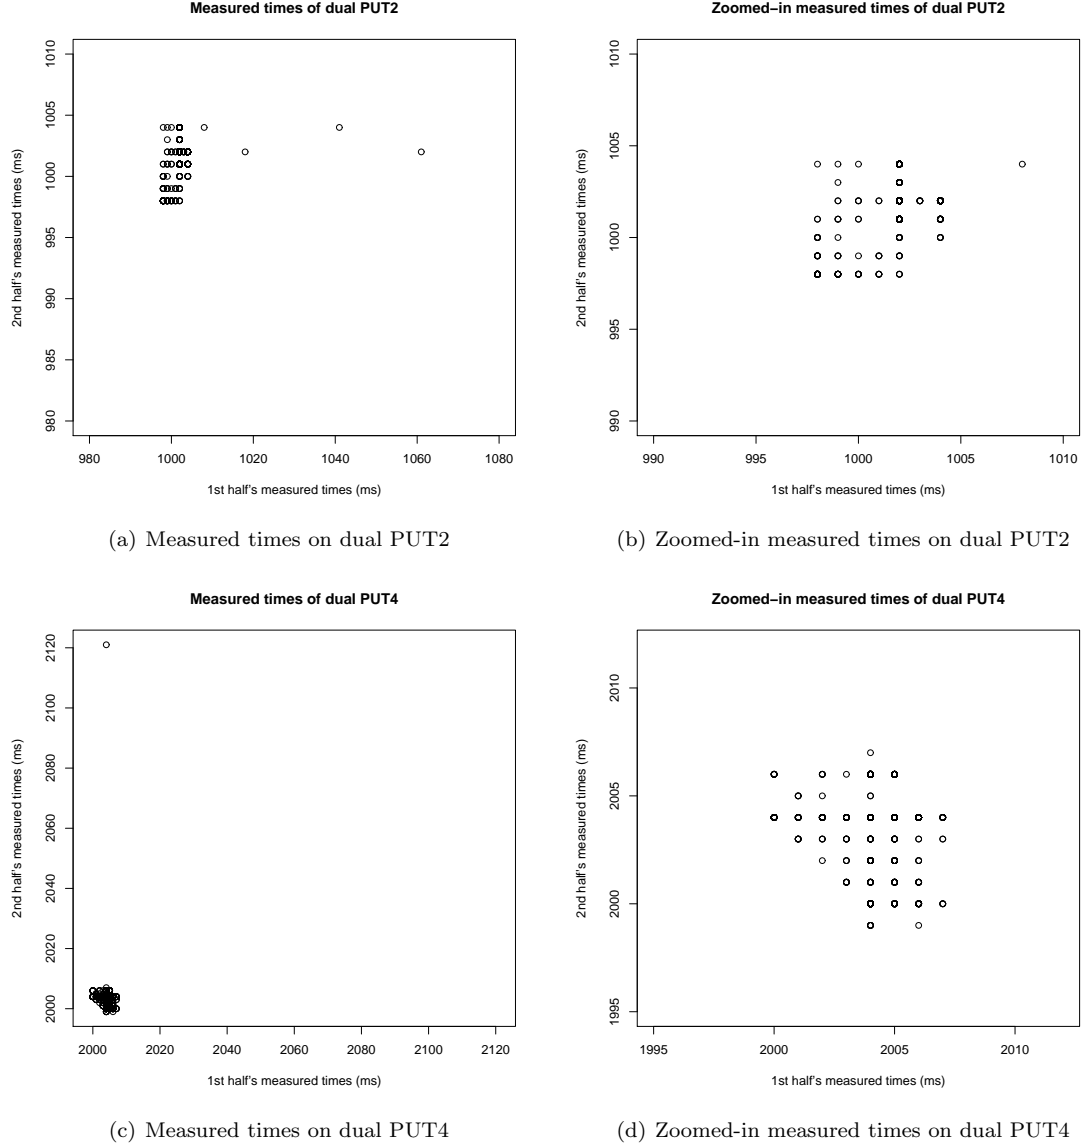 Measured times of dual PUT2
1010
1005
1000
995
990
985
980
2nd half's measured times (ms)
980 1000 1020 1040 1060 1080
1st half's measured times (ms)
(a) Measured times on dual PUT2
Zoomed−in measured times of dual PUT2
1010
1005
1000
995
990
2nd half's measured times (ms)
990 995 1000 1005 1010
1st half's measured times (ms)
(b) Zoomed-in measured times on dual PUT2
Measured times of dual PUT4
2120
2100
2080
2060
2040
2020
2000
2nd half's measured times (ms)
2000 2020 2040 2060 2080 2100 2120
1st half's measured times (ms)
(c) Measured times on dual PUT4
Zoomed−in measured times of dual PUT4
2010
2005
2000
1995
2nd half's measured times (ms)
1995 2000 2005 2010
1st half's measured times (ms)
(d) Zoomed-in measured times on dual PUT4